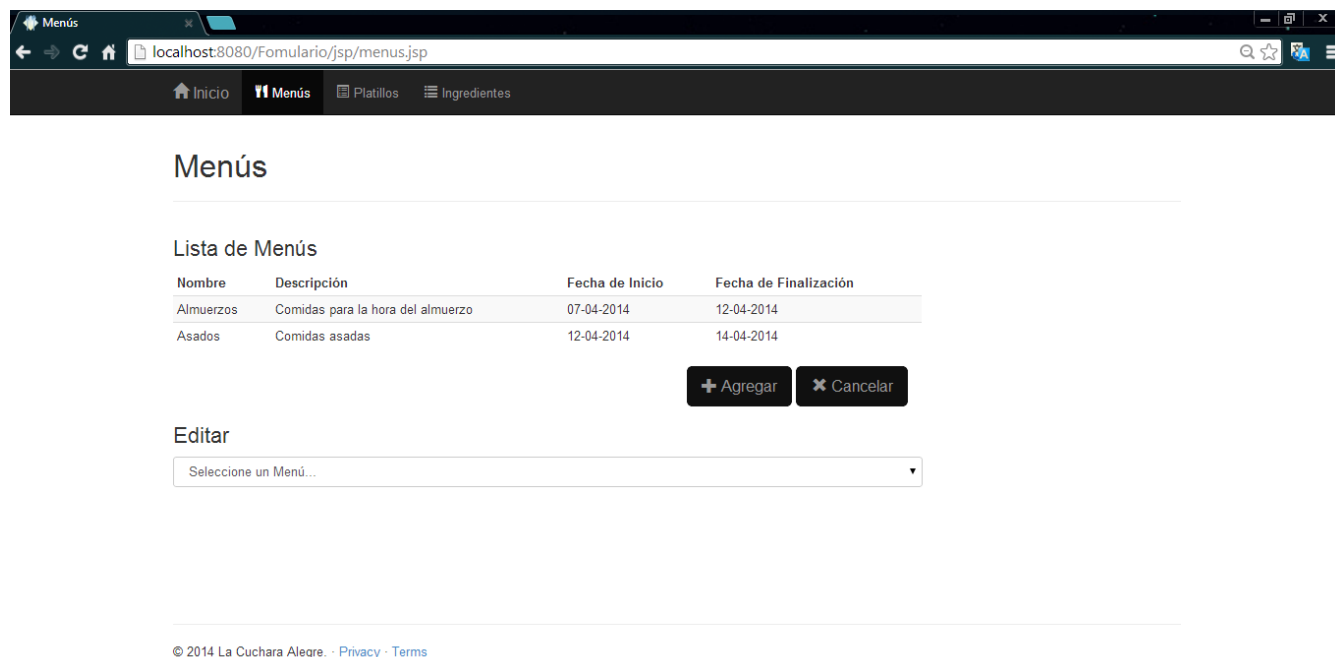 Menús
localhost:8080/Fomulario/jsp/menus.jsp
Inicio Menús Platillos Ingredientes
Menús
Lista de Menús
Nombre Descripción Fecha de Inicio Fecha de Finalización
Almuerzos Comidas para la hora del almuerzo 07-04-2014 12-04-2014
Asados Comidas asadas 12-04-2014 14-04-2014
Agregar Cancelar
Editar
Seleccione un Menú...
© 2014 La Cuchara Alegre. · Privacy · Terms